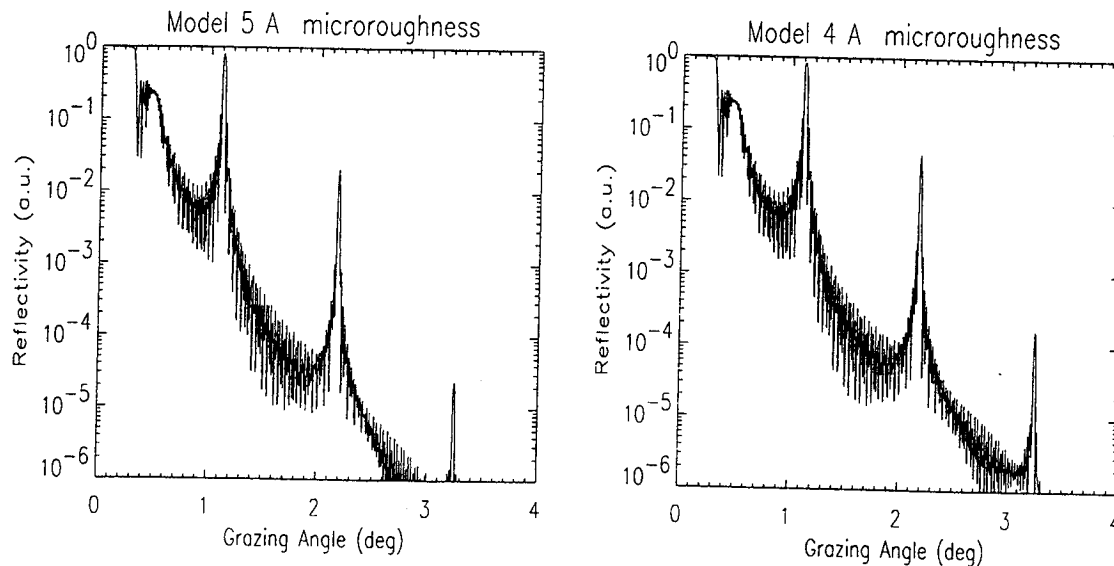 Model 5 A microroughness
10^0
10^-1
10^-2
10^-3
10^-4
10^-5
10^-6
Reflectivity (a.u.)
0 1 2 3 4
Grazing Angle (deg)
Model 4 A microroughness
10^0
10^-1
10^-2
10^-3
10^-4
10^-5
10^-6
Reflectivity (a.u.)
0 1 2 3 4
Grazing Angle (deg)